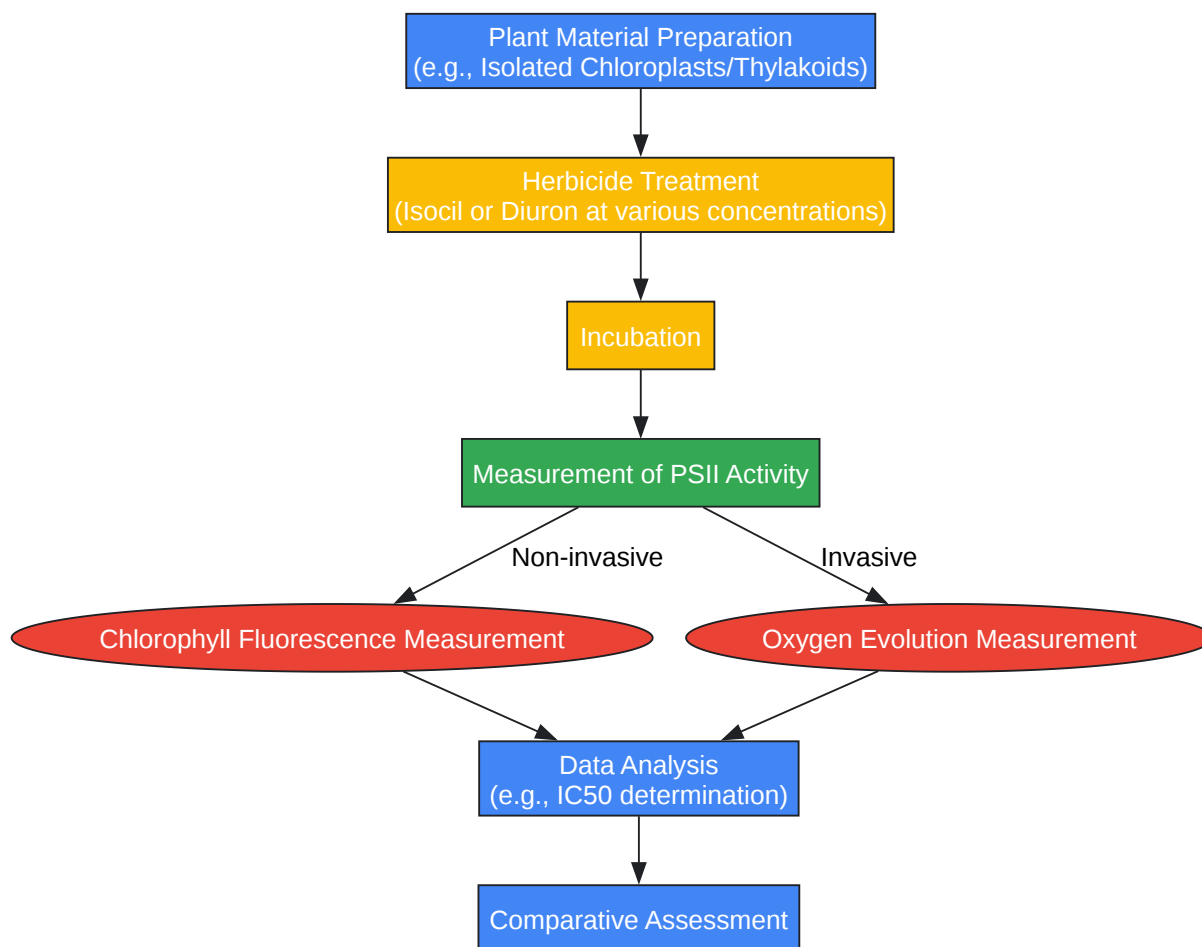 Plant Material Preparation
(e.g., Isolated Chloroplasts/Thylakoids)
Herbicide Treatment
(Isocil or Diuron at various concentrations)
Incubation
Measurement of PSII Activity
Non-invasive
Invasive
Chlorophyll Fluorescence Measurement
Oxygen Evolution Measurement
Data Analysis
(e.g., IC50 determination)
Comparative Assessment